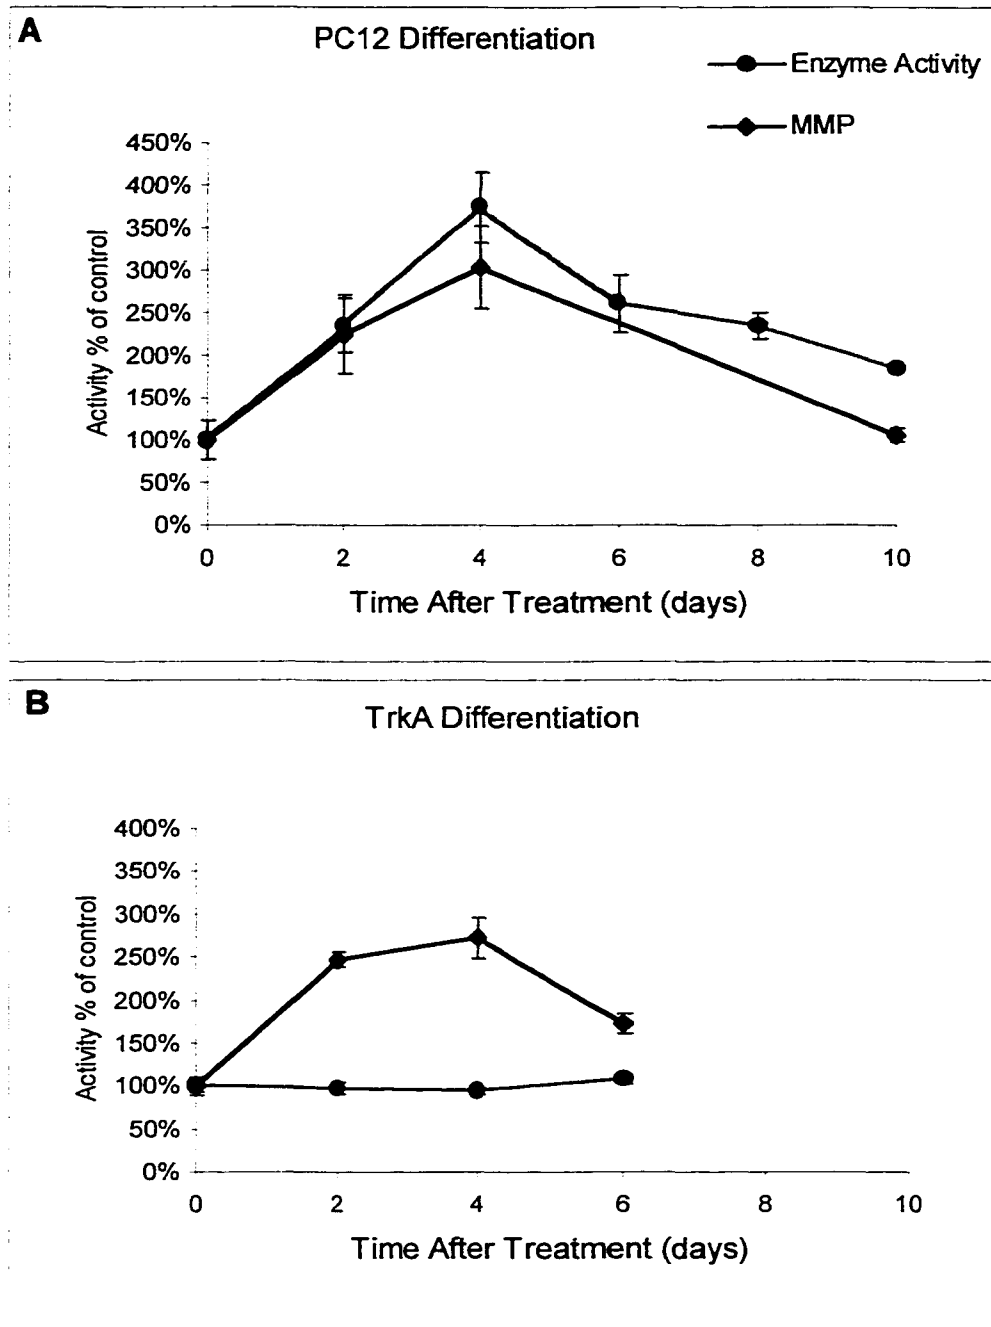 A
PC12 Differentiation
Enzyme Activity
MMP
450%
400%
350%
300%
250%
200%
150%
100%
50%
0%
Activity % of control
0 2 4 6 8 10
Time After Treatment (days)
B
TrkA Differentiation
400%
350%
300%
250%
200%
150%
100%
50%
0%
Activity % of control
0 2 4 6 8 10
Time After Treatment (days)